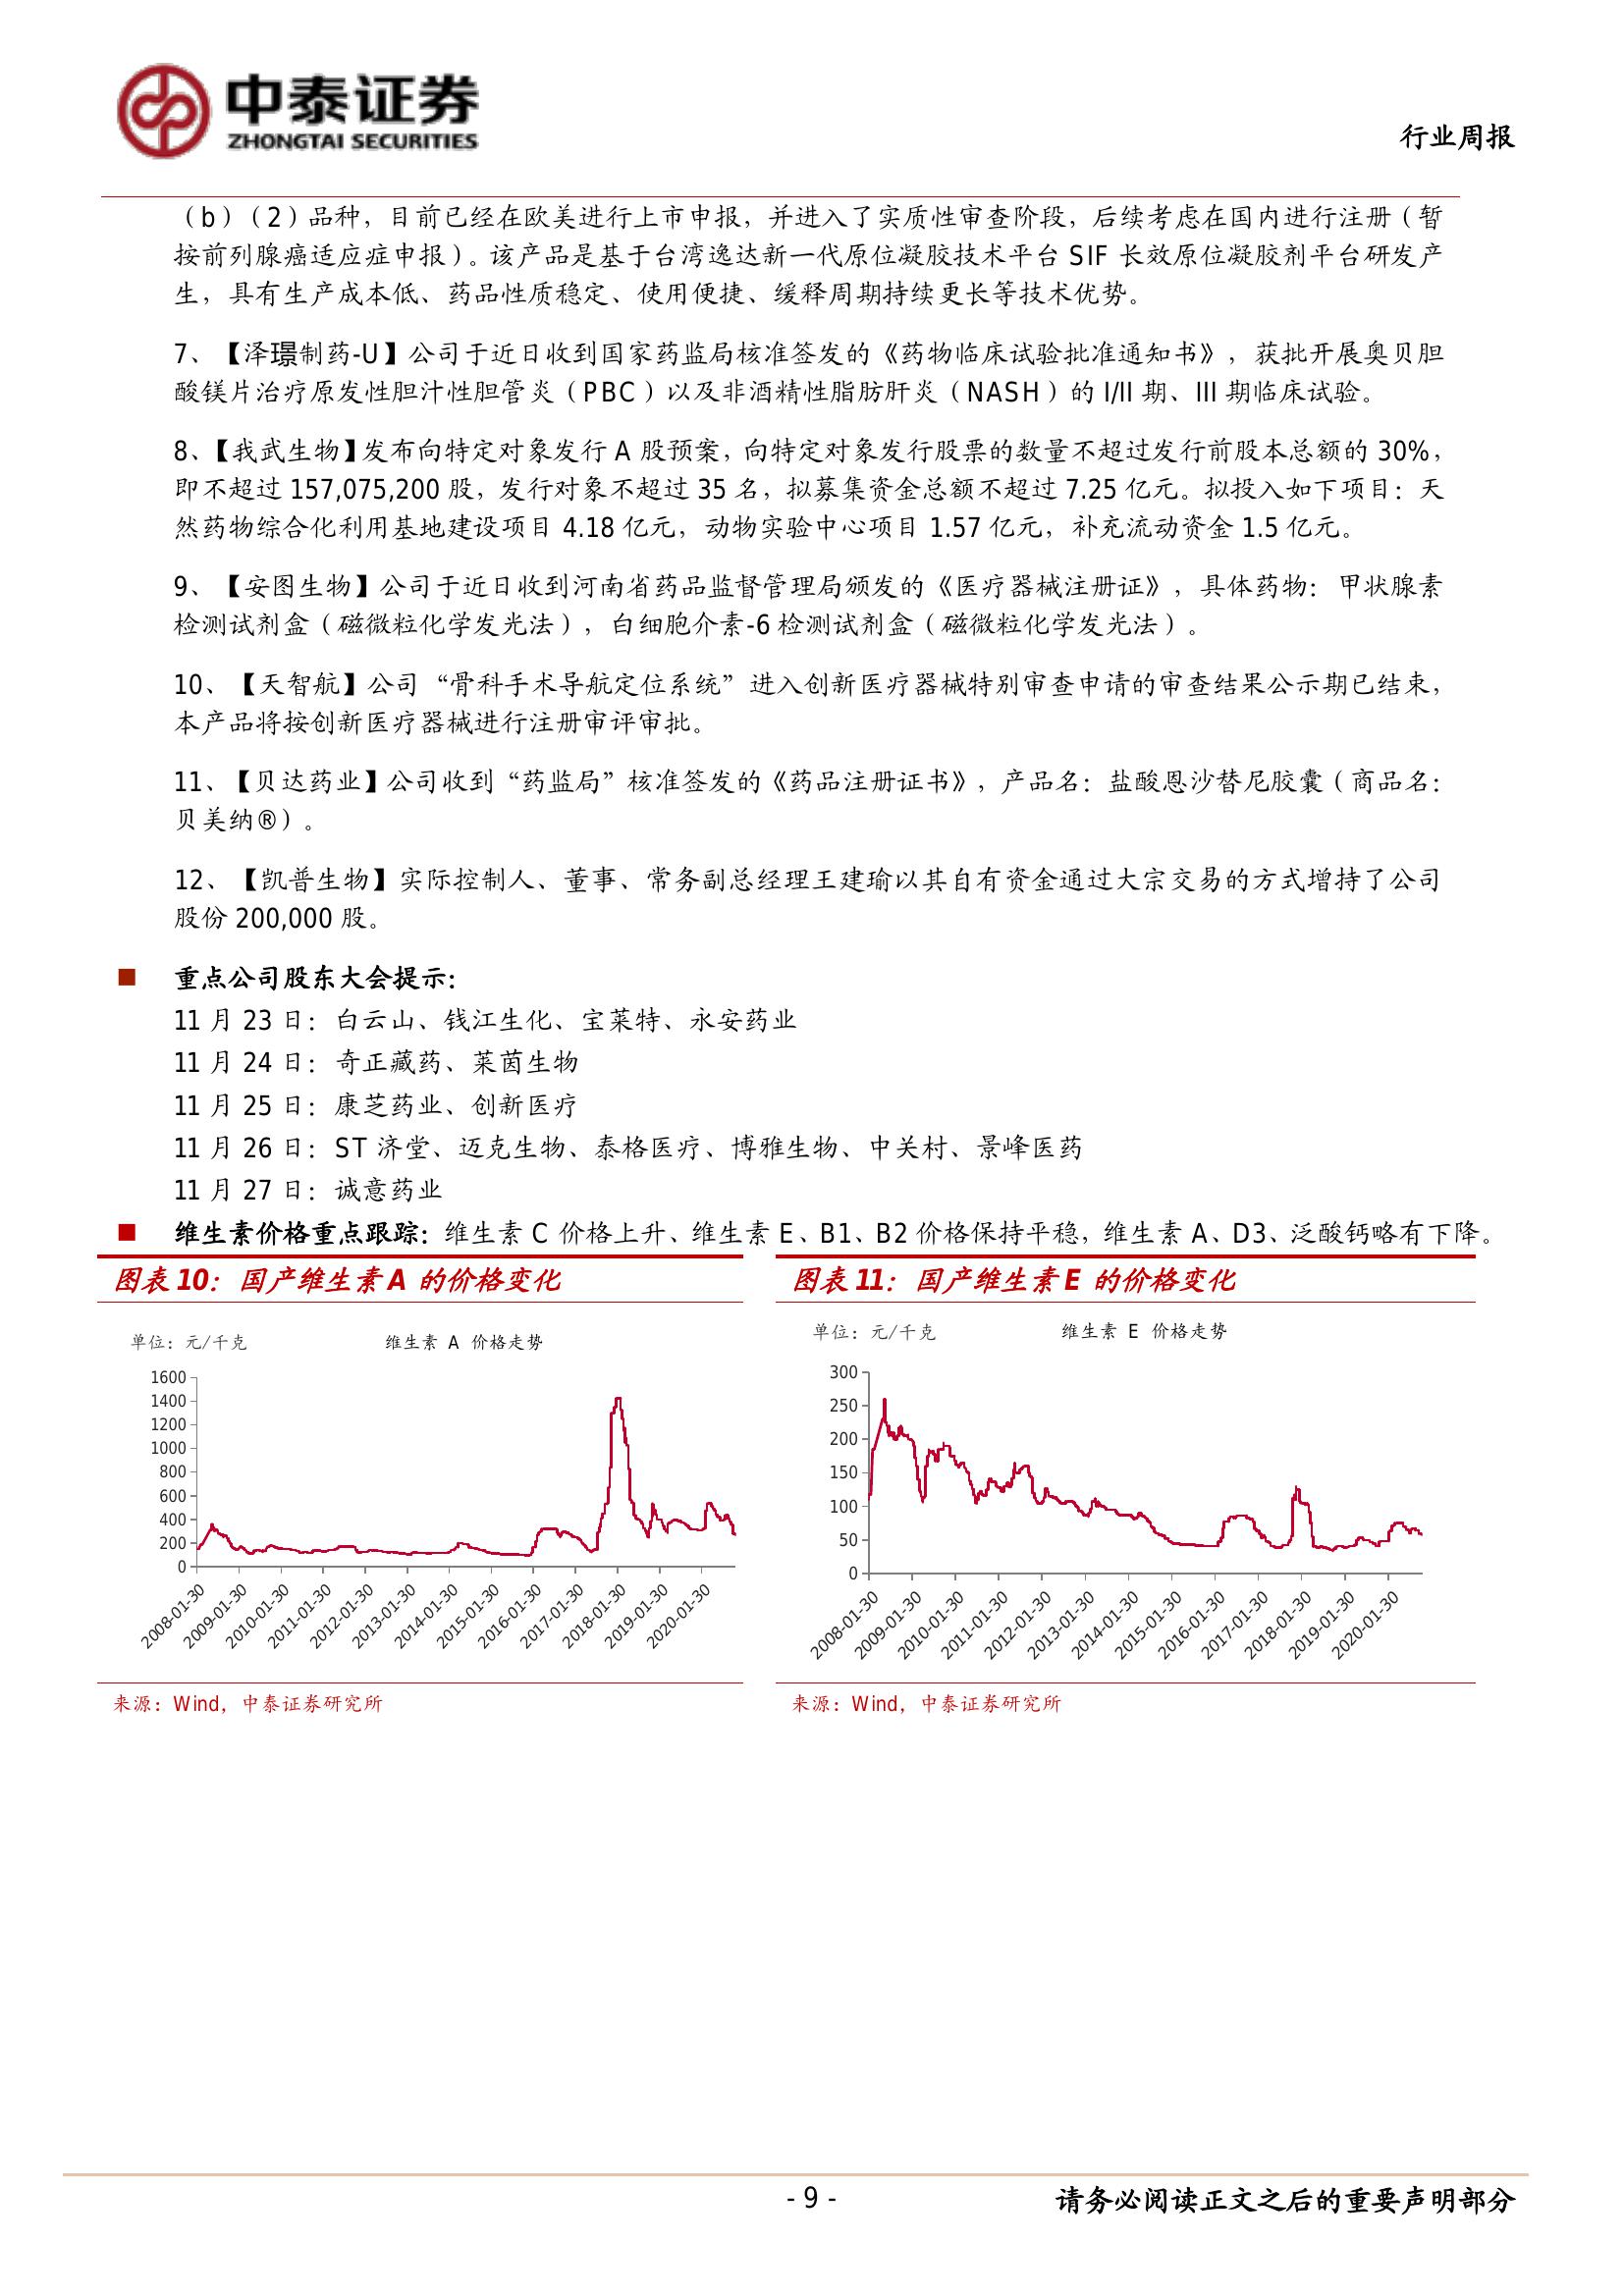 中泰证券
ZHONGTAI SECURITIES
行业周报
（b）（2）品种，目前已经在欧美进行上市申报，并进入了实质性审查阶段，后续考虑在国内进行注册（暂
按前列腺癌适应症申报）。该产品是基于台湾逸达新一代原位凝胶技术平台 SIF 长效原位凝胶剂平台研发产
生，具有生产成本低、药品性质稳定、使用便捷、缓释周期持续更长等技术优势。
7、【泽璟制药-U】公司于近日收到国家药监局核准签发的《药物临床试验批准通知书》，获批开展奥贝胆
酸镁片治疗原发性胆汁性胆管炎（PBC）以及非酒精性脂肪肝炎（NASH）的 I/II 期、III 期临床试验。
8、【我武生物】发布向特定对象发行 A 股预案，向特定对象发行股票的数量不超过发行前股本总额的 30%，
即不超过 157,075,200 股，发行对象不超过 35 名，拟募集资金总额不超过 7.25 亿元。拟投入如下项目：天
然药物综合化利用基地建设项目 4.18 亿元，动物实验中心项目 1.57 亿元，补充流动资金 1.5 亿元。
9、【安图生物】公司于近日收到河南省药品监督管理局颁发的《医疗器械注册证》，具体药物：甲状腺素
检测试剂盒（磁微粒化学发光法），白细胞介素-6 检测试剂盒（磁微粒化学发光法）。
10、【天智航】公司“骨科手术导航定位系统”进入创新医疗器械特别审查申请的审查结果公示期已结束，
本产品将按创新医疗器械进行注册审评审批。
11、【贝达药业】公司收到“药监局”核准签发的《药品注册证书》，产品名：盐酸恩沙替尼胶囊（商品名：
贝美纳®）。
12、【凯普生物】实际控制人、董事、常务副总经理王建瑜以其自有资金通过大宗交易的方式增持了公司
股份 200,000 股。
■ 重点公司股东大会提示：
11 月 23 日：白云山、钱江生化、宝莱特、永安药业
11 月 24 日：奇正藏药、莱茵生物
11 月 25 日：康芝药业、创新医疗
11 月 26 日：ST 济堂、迈克生物、泰格医疗、博雅生物、中关村、景峰医药
11 月 27 日：诚意药业
■ 维生素价格重点跟踪：维生素 C 价格上升、维生素 E、B1、B2 价格保持平稳，维生素 A、D3、泛酸钙略有下降。
图表 10：国产维生素 A 的价格变化
单位：元/千克
维生素 A 价格走势
1600
1400
1200
1000
800
600
400
200
0
2008-01-30
2009-01-30
2010-01-30
2011-01-30
2012-01-30
2013-01-30
2014-01-30
2015-01-30
2016-01-30
2017-01-30
2018-01-30
2019-01-30
2020-01-30
来源：Wind，中泰证券研究所
图表 11：国产维生素 E 的价格变化
单位：元/千克
维生素 E 价格走势
300
250
200
150
100
50
0
2008-01-30
2009-01-30
2010-01-30
2011-01-30
2012-01-30
2013-01-30
2014-01-30
2015-01-30
2016-01-30
2017-01-30
2018-01-30
2019-01-30
2020-01-30
来源：Wind，中泰证券研究所
- 9 -
请务必阅读正文之后的重要声明部分